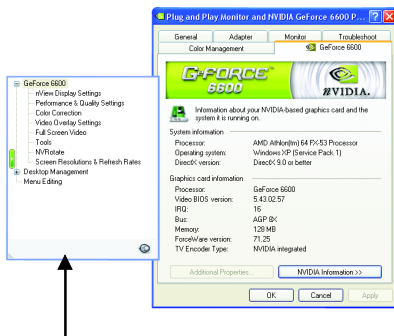 Plug and Play Monitor and NVIDIA GeForce 6600 P...
General Adapter Monitor Troubleshoot
Color Management GeForce 6600
GEFORCE
6600
NVIDIA.
Information about your NVIDIA-based graphics card and the
system it is running on.
System information
Processor: AMD Athlon(tm) 64 FX-53 Processor
Operating system: Windows XP (Service Pack 1)
DirectX version: DirectX 9.0 or better
Graphics card information
Processor: GeForce 6600
Video BIOS version: 5.43.02.57
IRQ: 16
Bus: AGP 8X
Memory: 128 MB
ForceWare version: 71.25
TV Encoder Type: NVIDIA integrated
Additional Properties... NVIDIA Information >>
OK Cancel Apply
GeForce 6600
nView Display Settings
Performance & Quality Settings
Color Correction
Video Overlay Settings
Full Screen Video
Tools
NVRotate
Screen Resolutions & Refresh Rates
Desktop Management
Menu Editing